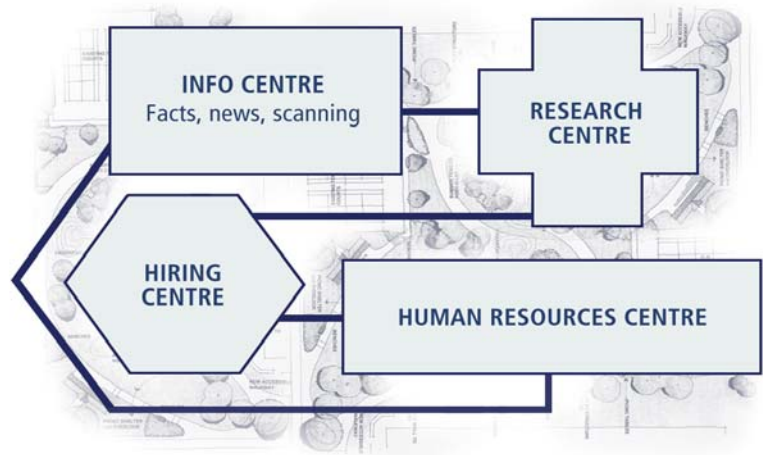 INFO CENTRE
Facts, news, scanning
RESEARCH
CENTRE
HIRING
CENTRE
HUMAN RESOURCES CENTRE